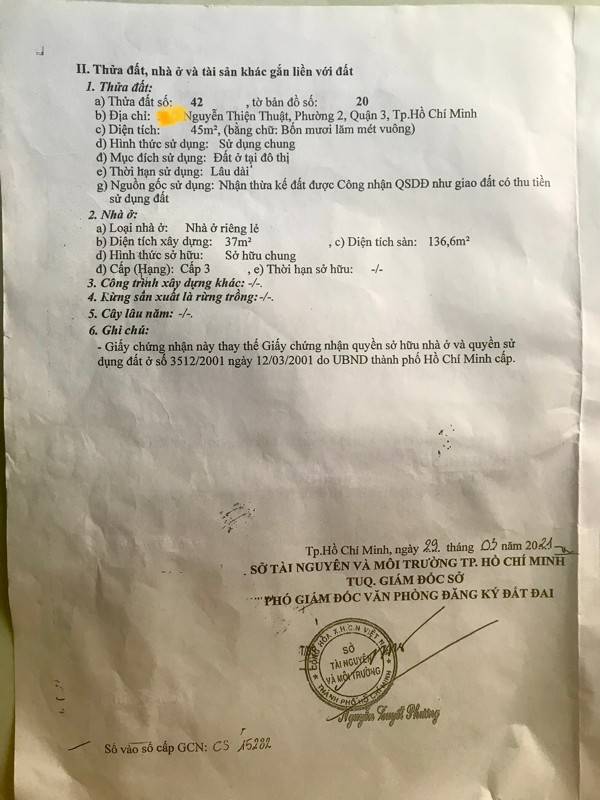 II. Thửa đất, nhà ở và tài sản khác gắn liền với đất
1. Thửa đất:
a) Thửa đất số: 42 , tờ bản đồ số: 20
b) Địa chỉ: Nguyễn Thiện Thuật, Phường 2, Quận 3, Tp.Hồ Chí Minh
c) Diện tích: 45m², (bằng chữ: Bốn mươi lăm mét vuông)
d) Hình thức sử dụng: Sử dụng chung
đ) Mục đích sử dụng: Đất ở tại đô thị
e) Thời hạn sử dụng: Lâu dài
g) Nguồn gốc sử dụng: Nhận thừa kế đất được Công nhận QSDĐ như giao đất có thu tiền
sử dụng đất
2. Nhà ở:
a) Loại nhà ở: Nhà ở riêng lẻ
b) Diện tích xây dựng: 37m² , c) Diện tích sàn: 136,6m²
d) Hình thức sở hữu: Sở hữu chung
đ) Cấp (Hạng): Cấp 3 , e) Thời hạn sở hữu: -/-
3. Công trình xây dựng khác: -/-.
4. Rừng sản xuất là rừng trồng: -/-.
5. Cây lâu năm: -/-.
6. Ghi chú:
- Giấy chứng nhận này thay thế Giấy chứng nhận quyền sở hữu nhà ở và quyền sử
dụng đất ở số 3512/2001 ngày 12/03/2001 do UBND thành phố Hồ Chí Minh cấp.
Tp.Hồ Chí Minh, ngày 29 tháng 03 năm 2021
SỞ TÀI NGUYÊN VÀ MÔI TRƯỜNG TP. HỒ CHÍ MINH
TUQ. GIÁM ĐỐC SỞ
PHÓ GIÁM ĐỐC VĂN PHÒNG ĐĂNG KÝ ĐẤT ĐAI
CỘNG HÒA X.H.C.N VIỆT NAM
SỞ
TÀI NGUYÊN
VÀ MÔI TRƯỜNG
THÀNH PHỐ HỒ CHÍ MINH
Nguyễn Tuyết Phương
Số vào sổ cấp GCN: CS 15282